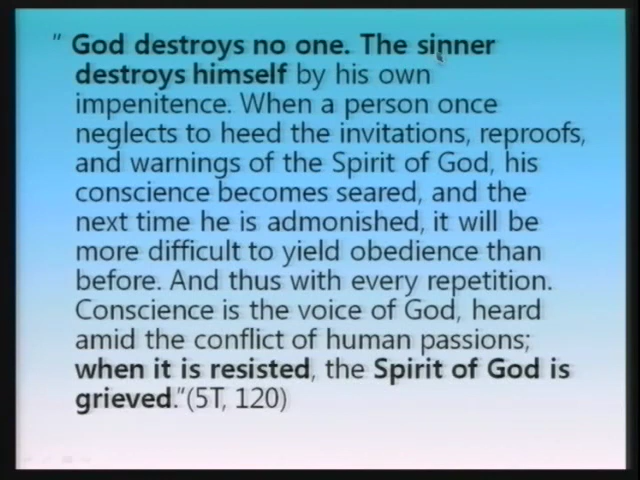 " God destroys no one. The sinner
destroys himself by his own
impenitence. When a person once
neglects to heed the invitations, reproofs,
and warnings of the Spirit of God, his
conscience becomes seared, and the
next time he is admonished, it will be
more difficult to yield obedience than
before. And thus with every repetition.
Conscience is the voice of God, heard
amid the conflict of human passions;
when it is resisted, the Spirit of God is
grieved."(5T, 120)